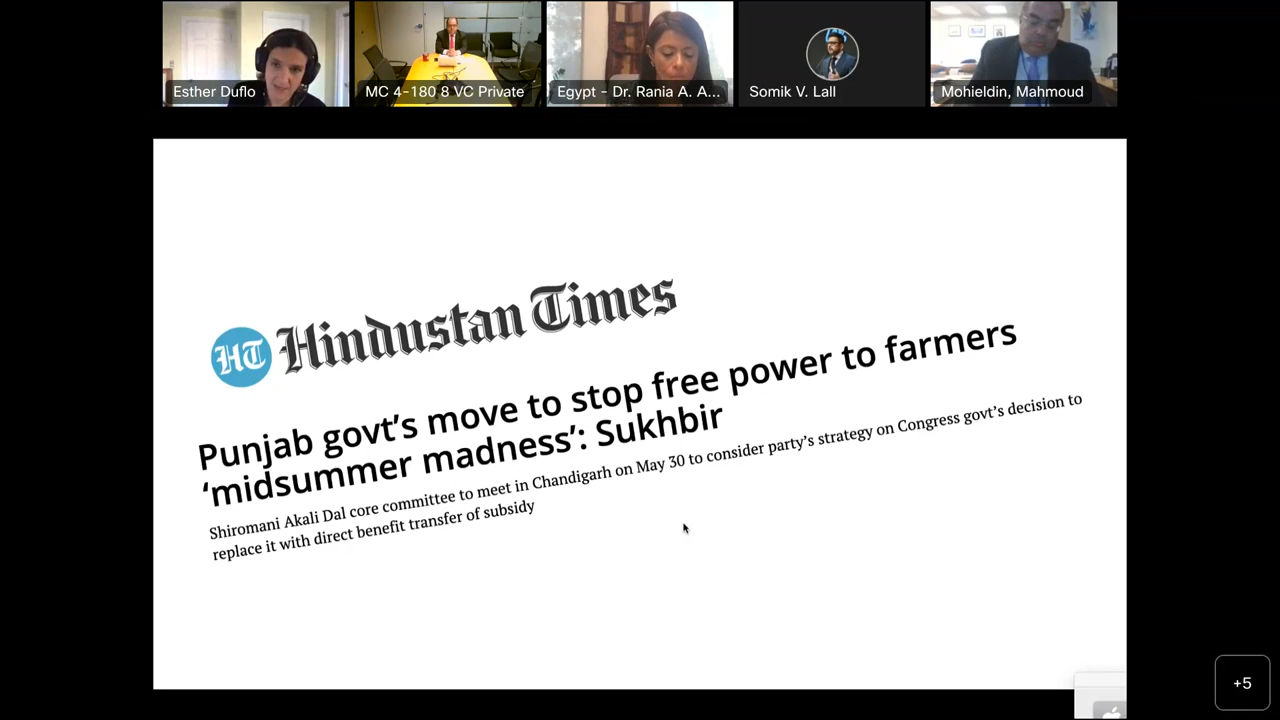 Esther Duflo
MC 4-180 8 VC Private
Egypt - Dr. Rania A. A...
Somik V. Lall
Mohieldin, Mahmoud
HT Hindustan Times
Punjab govt's move to stop free power to farmers
‘midsummer madness’: Sukhbir
Shiromani Akali Dal core committee to meet in Chandigarh on May 30 to consider party's strategy on Congress govt's decision to
replace it with direct benefit transfer of subsidy
+5